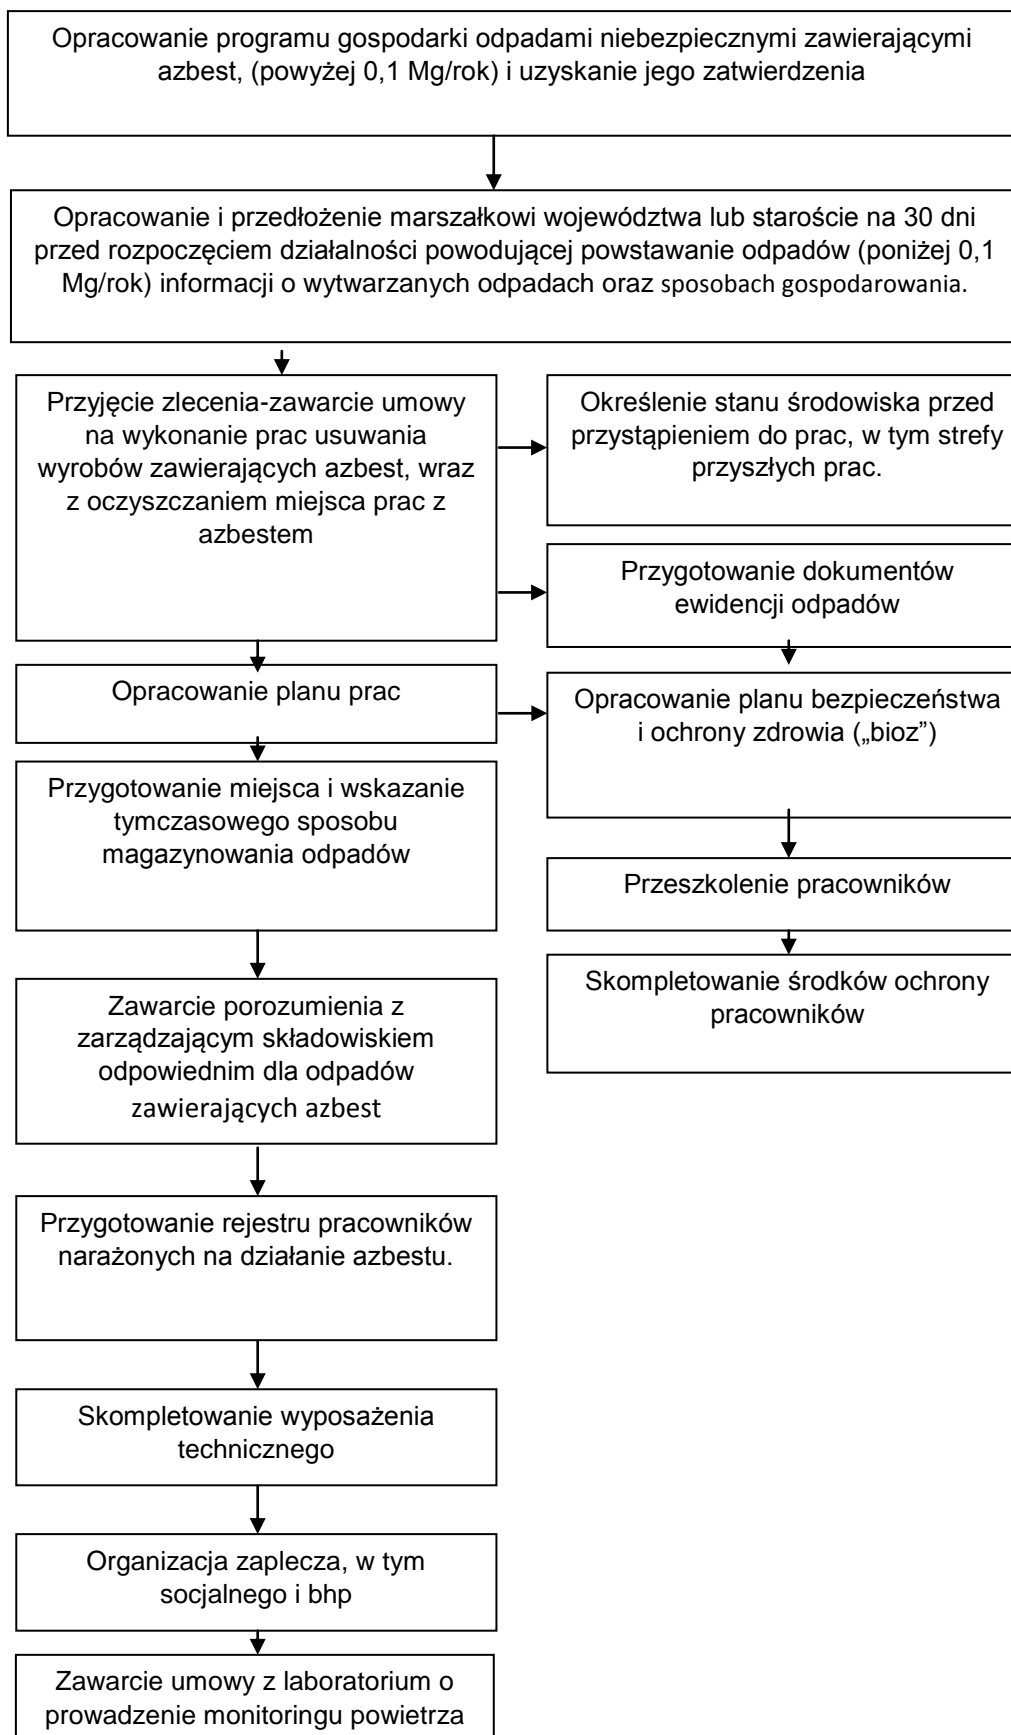 Opracowanie programu gospodarki odpadami niebezpiecznymi zawierającymi
azbest, (powyżej 0,1 Mg/rok) i uzyskanie jego zatwierdzenia
Opracowanie i przedłożenie marszałkowi województwa lub staroście na 30 dni
przed rozpoczęciem działalności powodującej powstawanie odpadów (poniżej 0,1
Mg/rok) informacji o wytwarzanych odpadach oraz sposobach gospodarowania.
Przyjęcie zlecenia-zawarcie umowy
na wykonanie prac usuwania
wyrobów zawierających azbest, wraz
z oczyszczaniem miejsca prac z
azbestem
Określenie stanu środowiska przed
przystąpieniem do prac, w tym strefy
przyszłych prac.
Przygotowanie dokumentów
ewidencji odpadów
Opracowanie planu prac
Opracowanie planu bezpieczeństwa
i ochrony zdrowia („bioz”)
Przygotowanie miejsca i wskazanie
tymczasowego sposobu
magazynowania odpadów
Przeszkolenie pracowników
Skompletowanie środków ochrony
pracowników
Zawarcie porozumienia z
zarządzającym składowiskiem
odpowiednim dla odpadów
zawierających azbest
Przygotowanie rejestru pracowników
narażonych na działanie azbestu.
Skompletowanie wyposażenia
technicznego
Organizacja zaplecza, w tym
socjalnego i bhp
Zawarcie umowy z laboratorium o
prowadzenie monitoringu powietrza